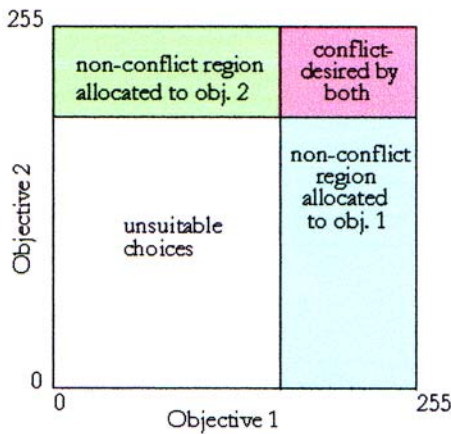 255
non-conflict region
allocated to obj. 2
conflict-
desired by
both
non-conflict
region
allocated
to obj. 1
unsuitable
choices
Objective 2
0
0
255
Objective 1